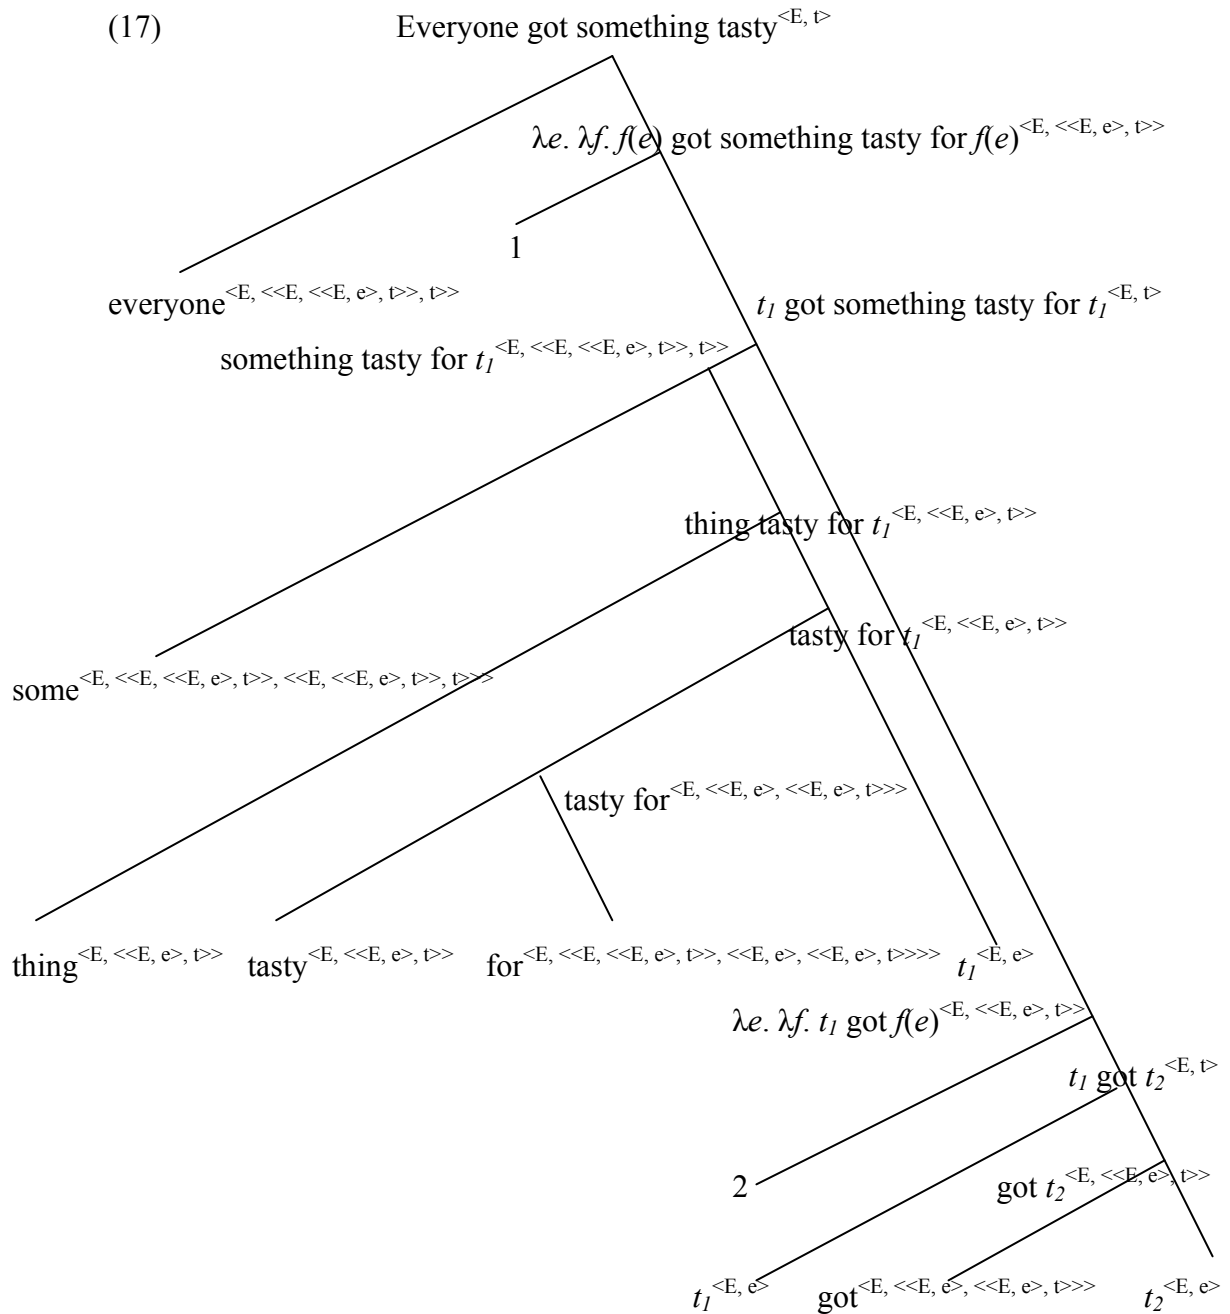 (17) Everyone got something tasty<E, t>
λe. λf. f(e) got something tasty for f(e)<E, <<E, e>, t>>
1
everyone<E, <<E, <<E, e>, t>>, t>>
t1 got something tasty for t1<E, t>
something tasty for t1<E, <<E, <<E, e>, t>>, t>>
thing tasty for t1<E, <<E, e>, t>>
tasty for t1<E, <<E, e>, t>>
some<E, <<E, <<E, e>, t>>, <<E, <<E, e>, t>>, t>>>
tasty for<E, <<E, e>, <<E, e>, t>>>
thing<E, <<E, e>, t>> tasty<E, <<E, e>, t>> for<E, <<E, <<E, e>, t>>, <<E, e>, <<E, e>, t>>>> t1<E, e>
λe. λf. t1 got f(e)<E, <<E, e>, t>>
t1 got t2<E, t>
2 got t2<E, <<E, e>, t>>
t1<E, e> got<E, <<E, e>, <<E, e>, t>>> t2<E, e>